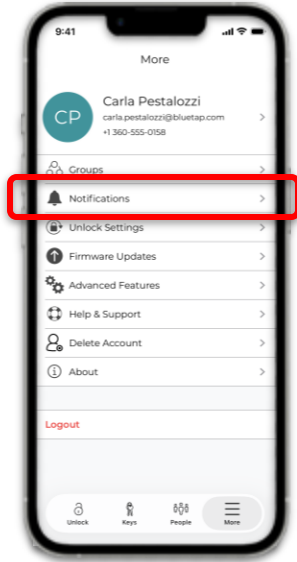 9:41
More
CP
Carla Pestalozzi
carla.pestalozzi@bluetap.com
+1 360-555-0158
Groups
Notifications
Unlock Settings
Firmware Updates
Advanced Features
Help & Support
Delete Account
About
Logout
Unlock Keys People More